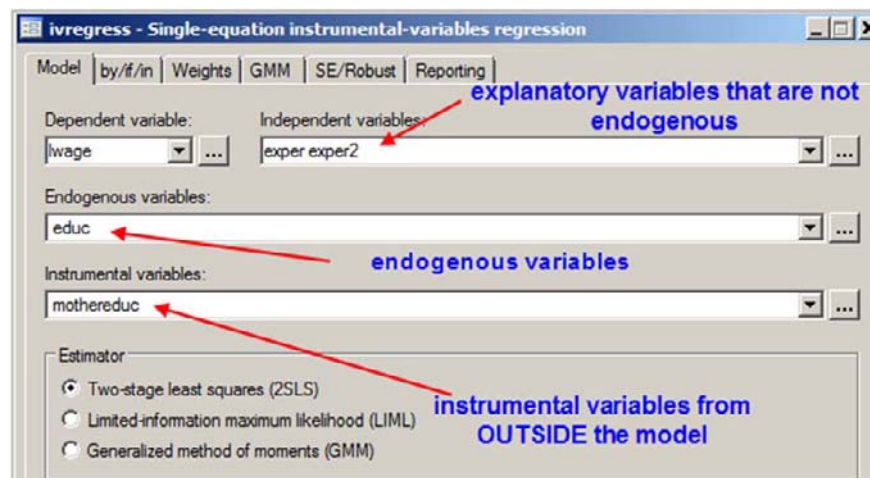 ivregress - Single-equation instrumental-variables regression
Model by/if/in Weights GMM SE/Robust Reporting
explanatory variables that are not
endogenous
Dependent variable: Independent variables:
lwage ... exper exper2 ...
Endogenous variables:
educ ...
endogenous variables
Instrumental variables:
mothereduc ...
Estimator
Two-stage least squares (2SLS)
Limited-information maximum likelihood (LIML)
Generalized method of moments (GMM)
instrumental variables from
OUTSIDE the model